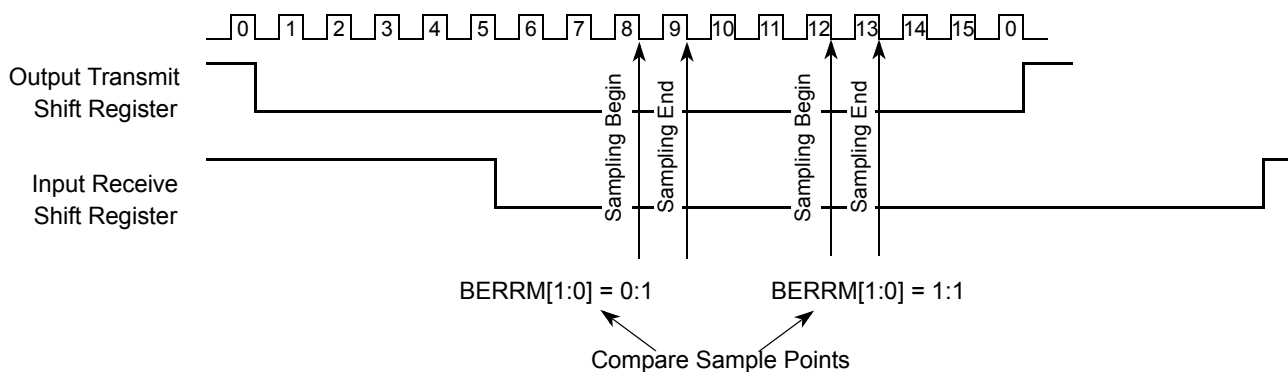 0 1 2 3 4 5 6 7 8 9 10 11 12 13 14 15 0
Output Transmit
Shift Register
Input Receive
Shift Register
Sampling Begin
Sampling End
Sampling Begin
Sampling End
BERRM[1:0] = 0:1 BERRM[1:0] = 1:1
Compare Sample Points